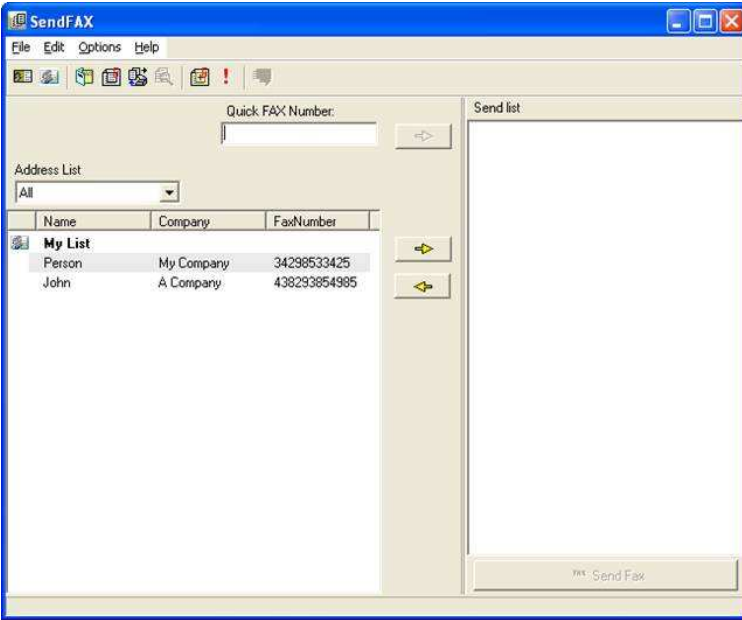 SendFAX
File Edit Options Help
Quick FAX Number:
Send list
Address List
All
Name Company FaxNumber
My List
Person My Company 34298533425
John A Company 438293854985
FAX Send Fax